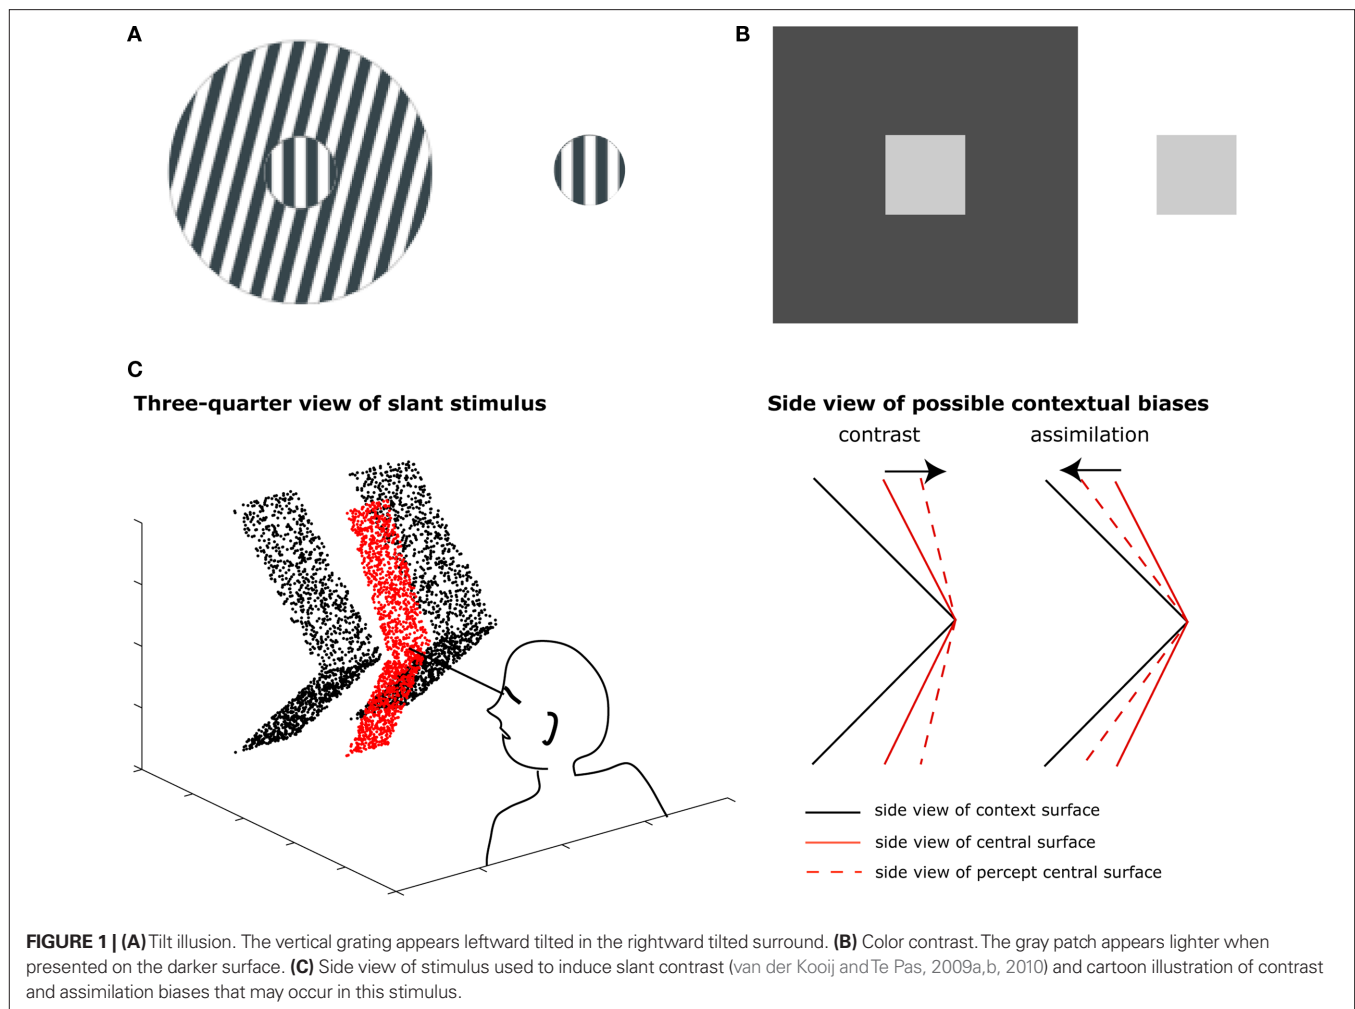 A
B
C
Three-quarter view of slant stimulus
Side view of possible contextual biases
contrast
assimilation
side view of context surface
side view of central surface
side view of percept central surface
FIGURE 1 | (A) Tilt illusion. The vertical grating appears leftward tilted in the rightward tilted surround. (B) Color contrast. The gray patch appears lighter when
presented on the darker surface. (C) Side view of stimulus used to induce slant contrast (van der Kooij and Te Pas, 2009a,b, 2010) and cartoon illustration of contrast
and assimilation biases that may occur in this stimulus.